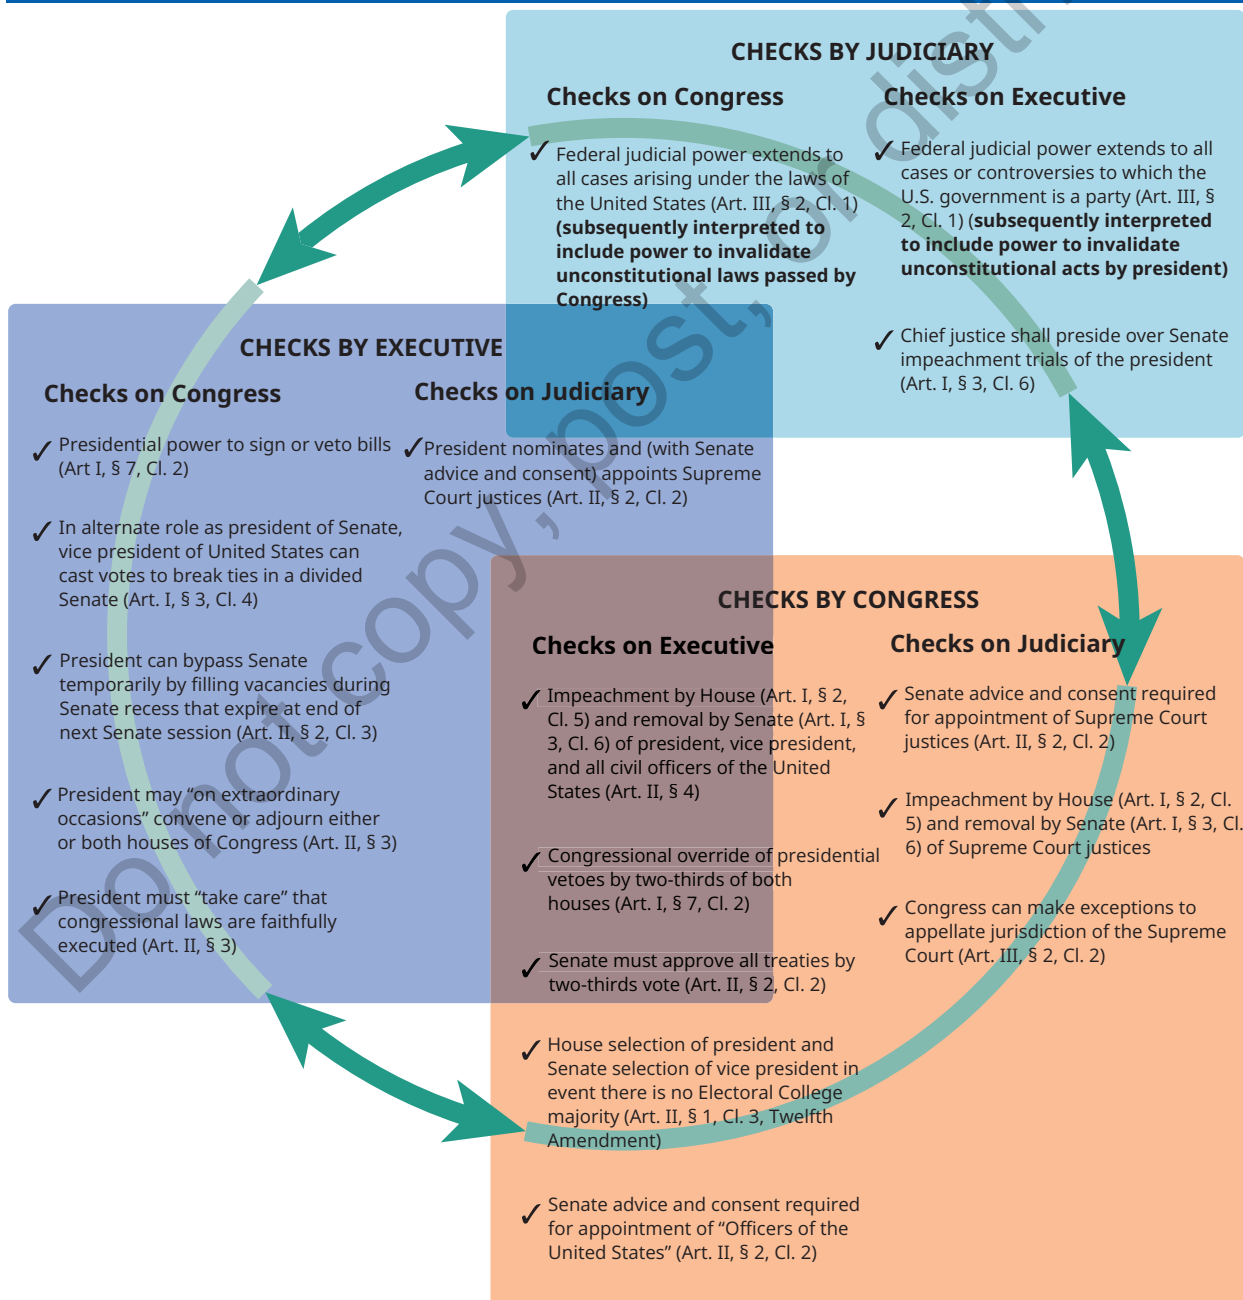 CHECKS BY JUDICIARY
Checks on Congress
✓ Federal judicial power extends to
all cases arising under the laws of
the United States (Art. III, § 2, Cl. 1)
(subsequently interpreted to
include power to invalidate
unconstitutional laws passed by
Congress)
Checks on Executive
✓ Federal judicial power extends to all
cases or controversies to which the
U.S. government is a party (Art. III, §
2, Cl. 1) (subsequently interpreted
to include power to invalidate
unconstitutional acts by president)
✓ Chief justice shall preside over Senate
impeachment trials of the president
(Art. I, § 3, Cl. 6)
CHECKS BY EXECUTIVE
Checks on Congress
✓ Presidential power to sign or veto bills
(Art I, § 7, Cl. 2)
✓ In alternate role as president of Senate,
vice president of United States can
cast votes to break ties in a divided
Senate (Art. I, § 3, Cl. 4)
✓ President can bypass Senate
temporarily by filling vacancies during
Senate recess that expire at end of
next Senate session (Art. II, § 2, Cl. 3)
✓ President may “on extraordinary
occasions” convene or adjourn either
or both houses of Congress (Art. II, § 3)
✓ President must “take care” that
congressional laws are faithfully
executed (Art. II, § 3)
Checks on Judiciary
✓ President nominates and (with Senate
advice and consent) appoints Supreme
Court justices (Art. II, § 2, Cl. 2)
CHECKS BY CONGRESS
Checks on Executive
✓ Impeachment by House (Art. I, § 2,
Cl. 5) and removal by Senate (Art. I, §
3, Cl. 6) of president, vice president,
and all civil officers of the United
States (Art. II, § 4)
✓ Congressional override of presidential
vetoes by two-thirds of both
houses (Art. I, § 7, Cl. 2)
✓ Senate must approve all treaties by
two-thirds vote (Art. II, § 2, Cl. 2)
✓ House selection of president and
Senate selection of vice president in
event there is no Electoral College
majority (Art. II, § 1, Cl. 3, Twelfth
Amendment)
✓ Senate advice and consent required
for appointment of “Officers of the
United States” (Art. II, § 2, Cl. 2)
Checks on Judiciary
✓ Senate advice and consent required
for appointment of Supreme Court
justices (Art. II, § 2, Cl. 2)
✓ Impeachment by House (Art. I, § 2, Cl.
5) and removal by Senate (Art. I, § 3, Cl.
6) of Supreme Court justices
✓ Congress can make exceptions to
appellate jurisdiction of the Supreme
Court (Art. III, § 2, Cl. 2)
Do not copy, post, or distr